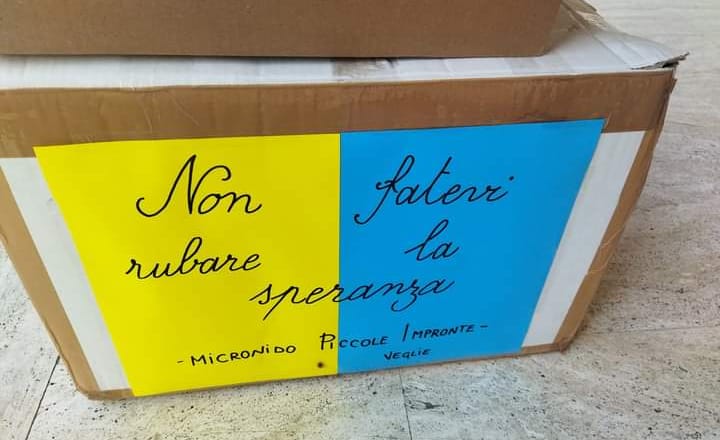 Non fatevi
rubare la
speranza
- MICRONIDO PICCOLE IMPRONTE -
VEGLIE